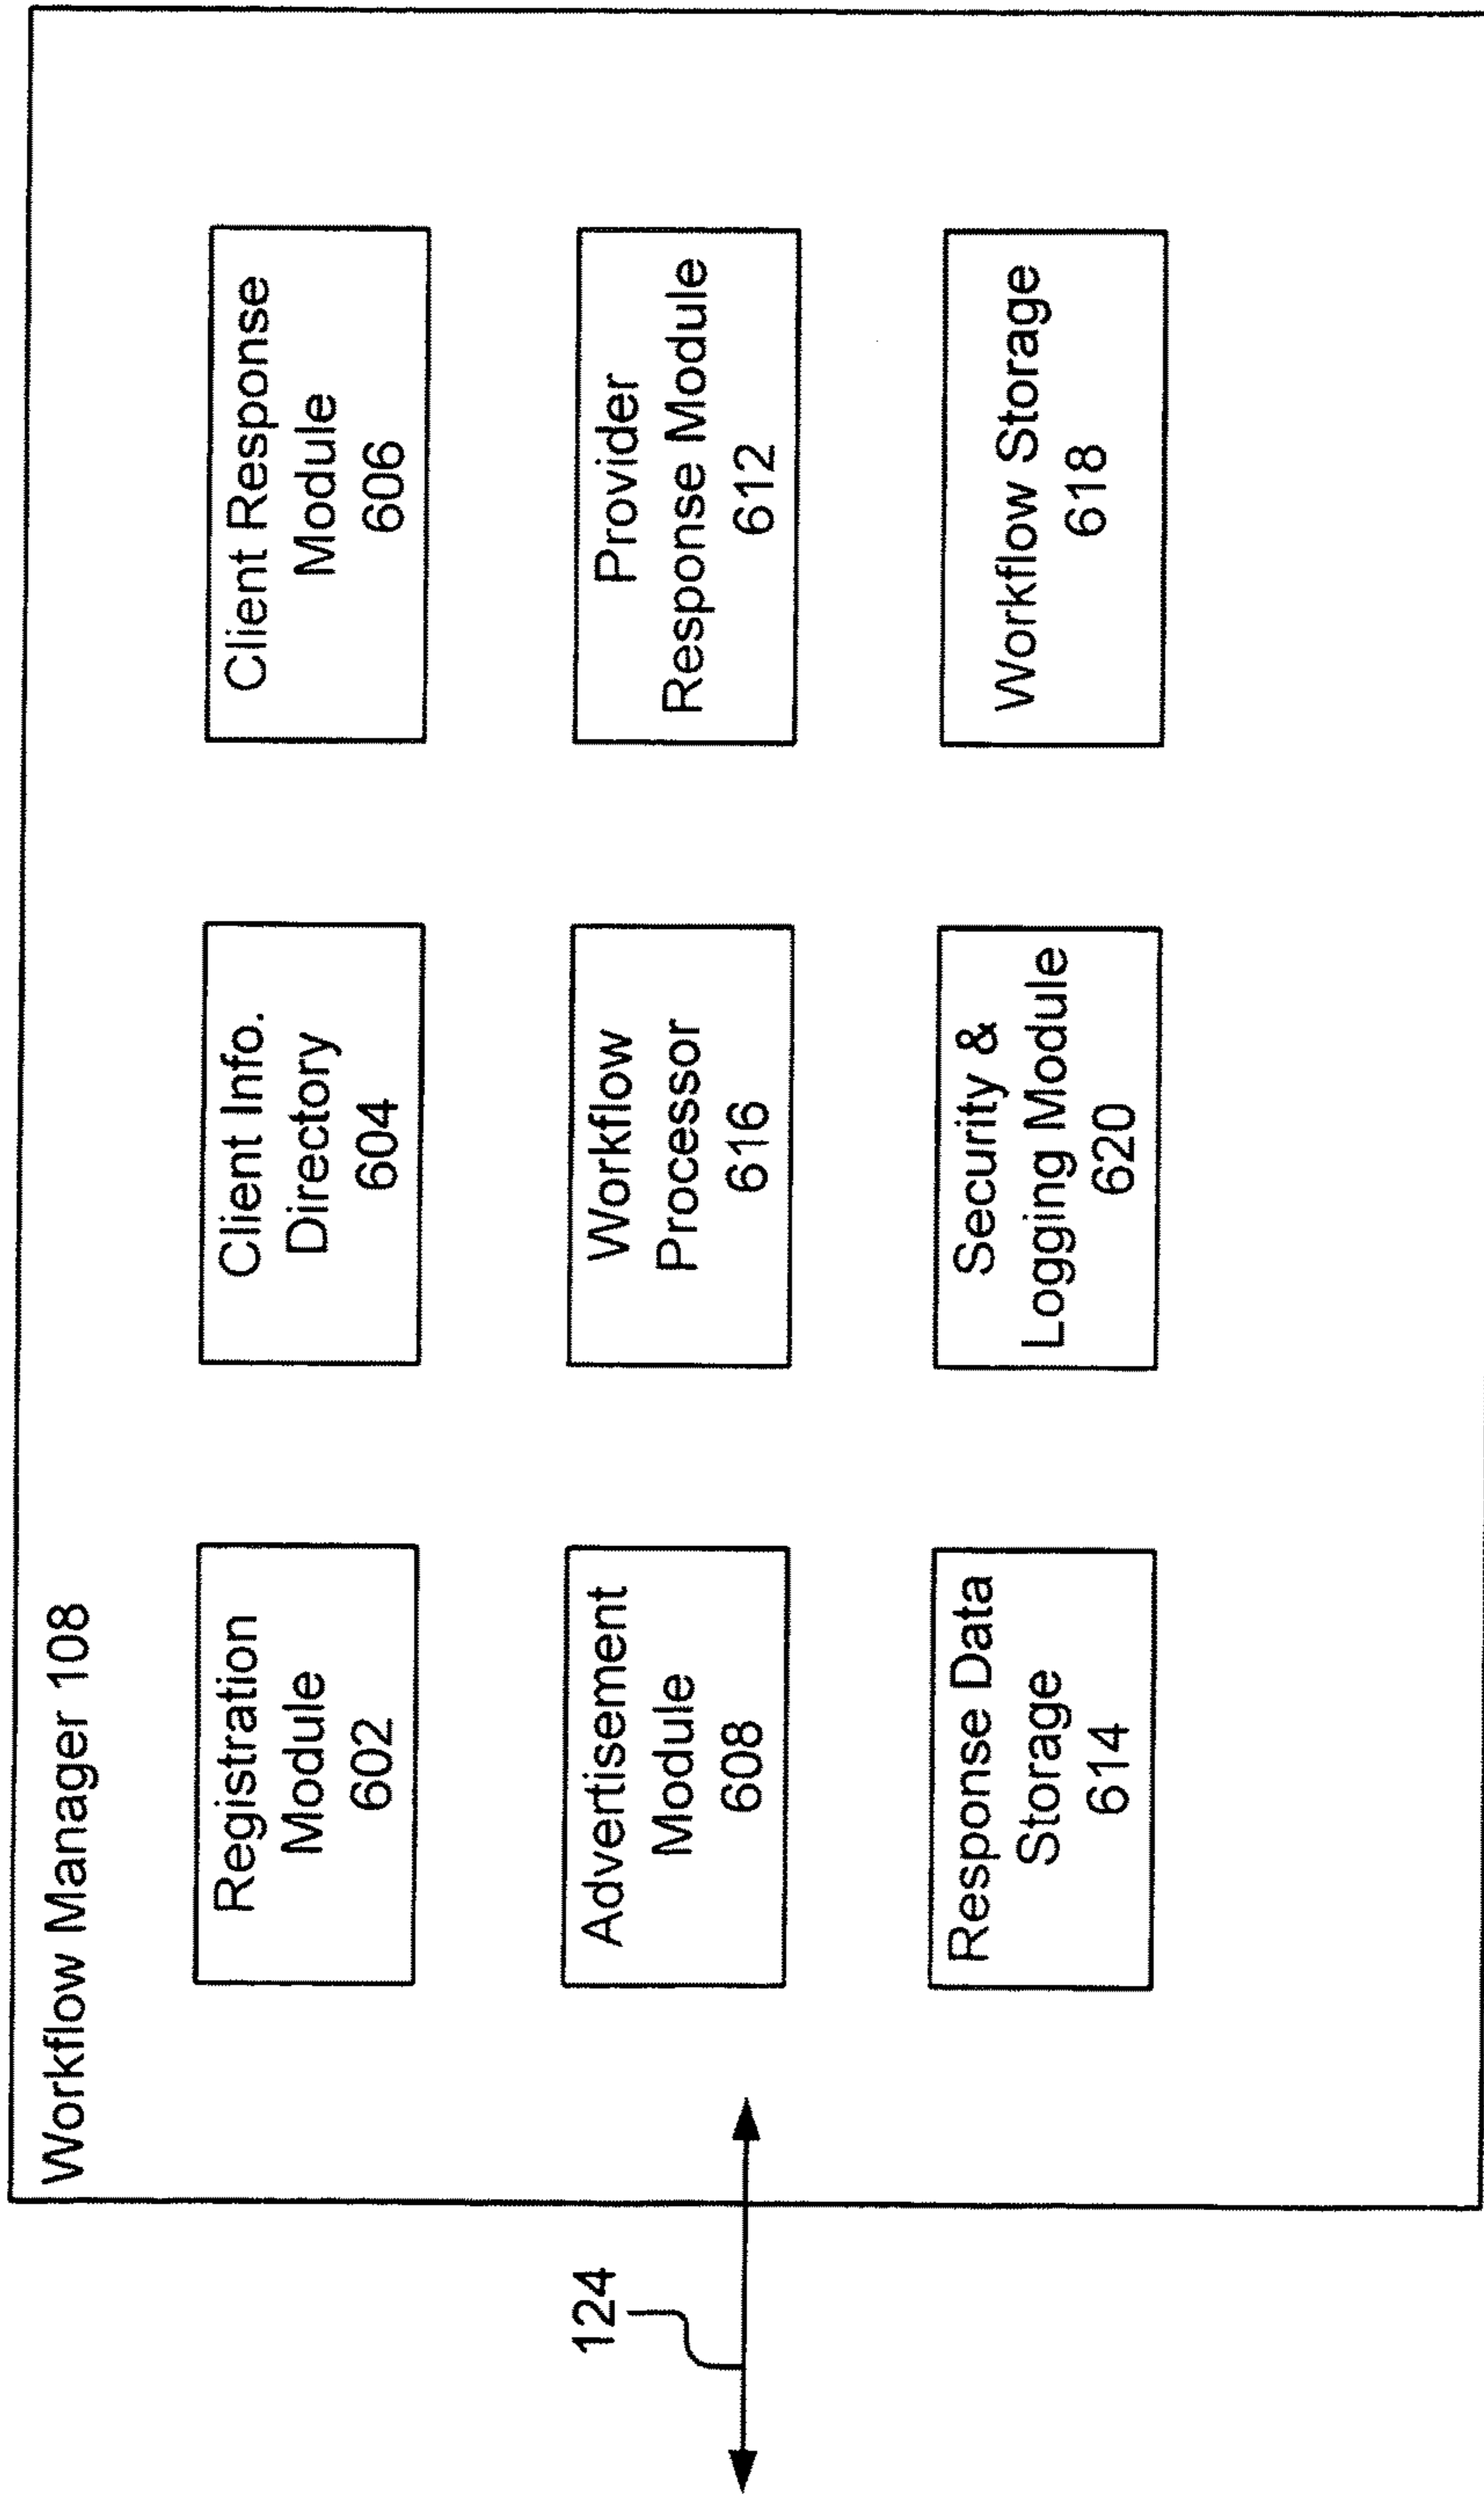 Workflow Manager 108
Registration
Module
602
Client Info.
Directory
604
Client Response
Module
606
Advertisement
Module
608
Workflow
Processor
616
Provider
Response Module
612
Response Data
Storage
614
Security &
Logging Module
620
Workflow Storage
618
124